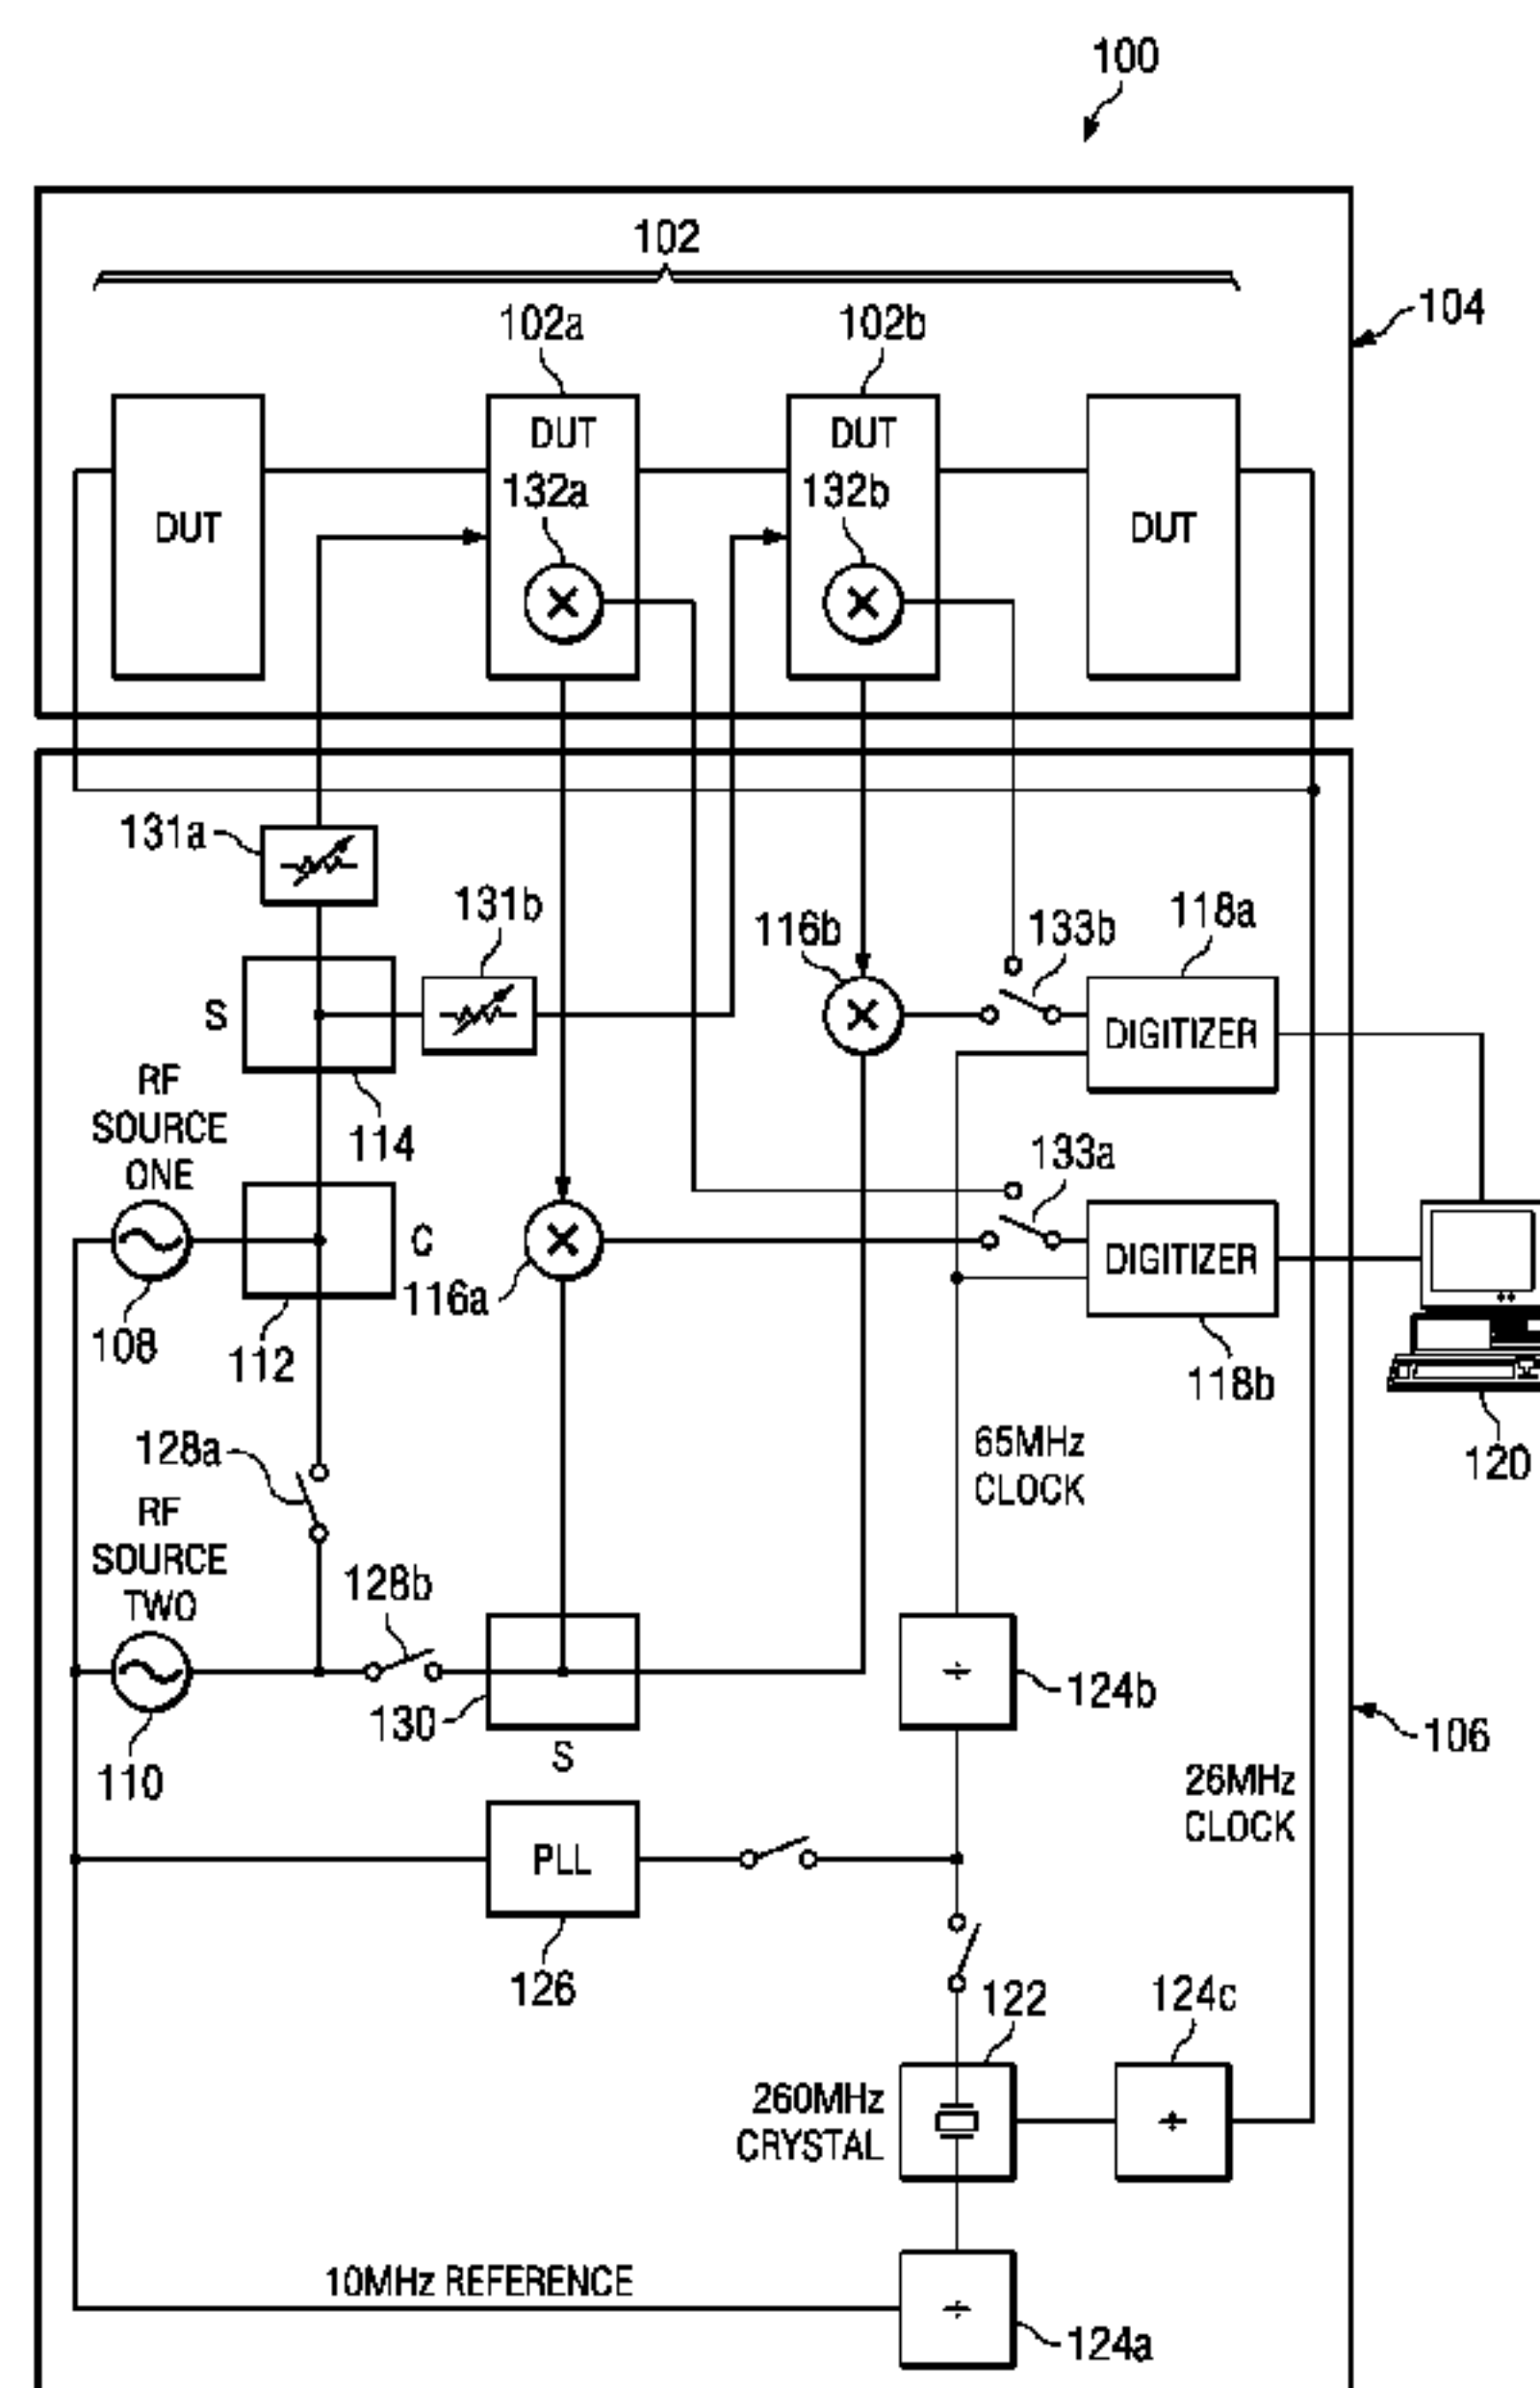 100
102
102a
102b
104
DUT
DUT
132a
DUT
132b
DUT
131a
131b
116b
133b
118a
S
DIGITIZER
RF
SOURCE
ONE
114
133a
C
DIGITIZER
116a
108
112
118b
128a
65MHz
CLOCK
120
RF
SOURCE
TWO
128b
÷
124b
130
110
S
106
26MHz
CLOCK
PLL
126
122
124c
260MHz
CRYSTAL
÷
10MHz REFERENCE
÷
124a